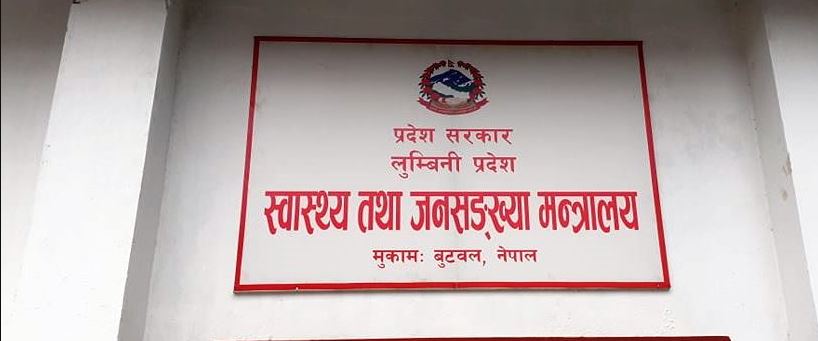 प्रदेश सरकार
लुम्बिनी प्रदेश
स्वास्थ्य तथा जनसङ्ख्या मन्त्रालय
मुकाम: बुटवल, नेपाल